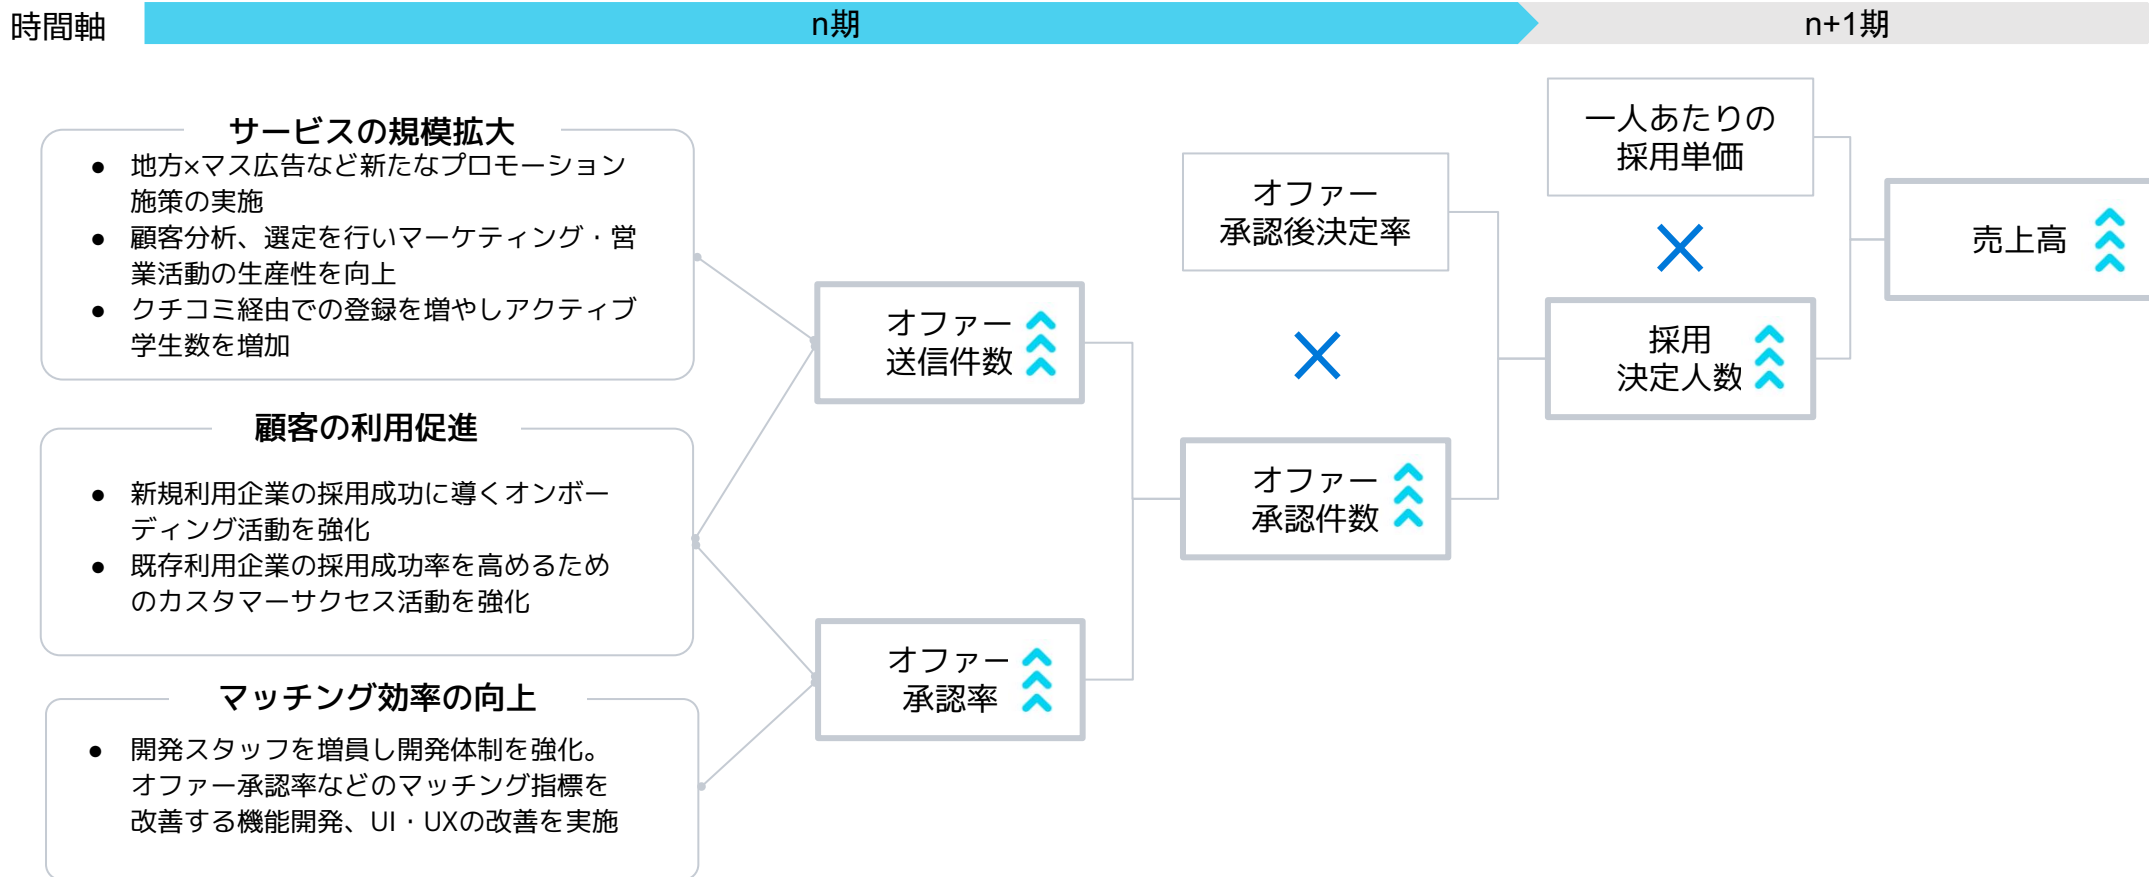 時間軸
n期
n+1期
サービスの規模拡大
● 地方×マス広告など新たなプロモーション
施策の実施
● 顧客分析、選定を行いマーケティング・営
業活動の生産性を向上
● クチコミ経由での登録を増やしアクティブ
学生数を増加
顧客の利用促進
● 新規利用企業の採用成功に導くオンボー
ディング活動を強化
● 既存利用企業の採用成功率を高めるため
のカスタマーサクセス活動を強化
マッチング効率の向上
● 開発スタッフを増員し開発体制を強化。
オファー承認率などのマッチング指標を
改善する機能開発、UI・UXの改善を実施
オファー
送信件数
オファー
承認率
オファー
承認後決定率
×
オファー
承認件数
一人あたりの
採用単価
×
採用
決定人数
売上高